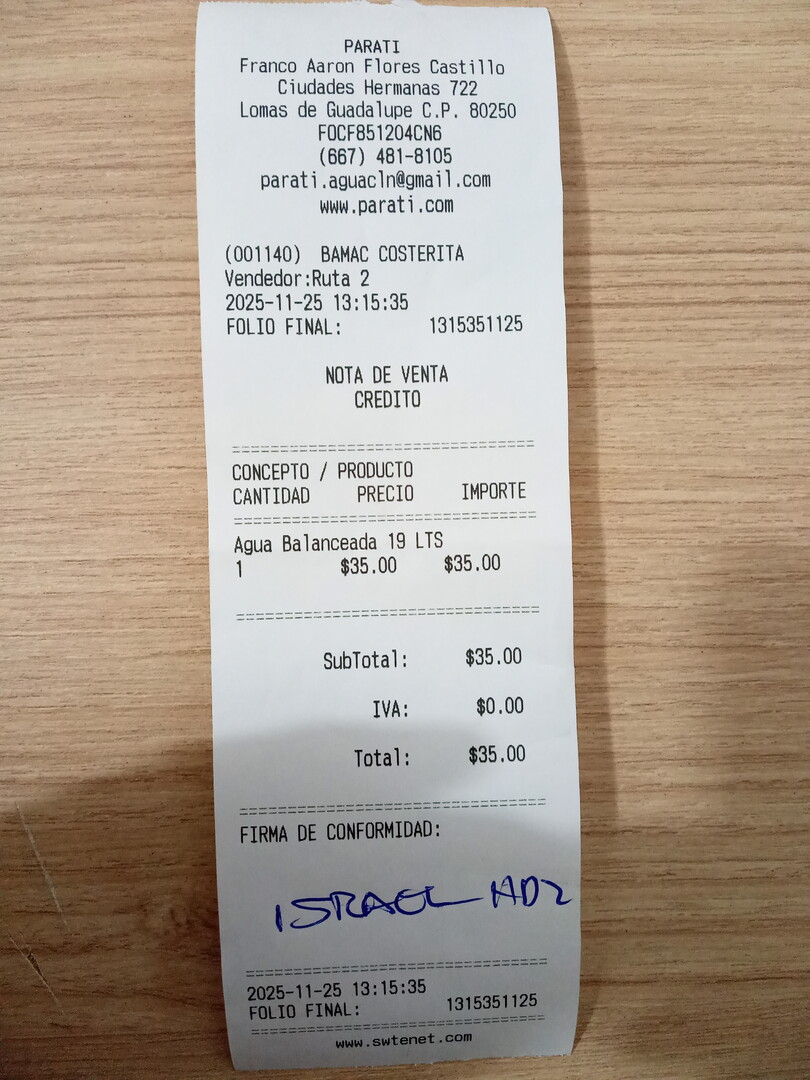 PARATI
Franco Aaron Flores Castillo
Ciudades Hermanas 722
Lomas de Guadalupe C.P. 80250
FOCF851204CN6
(667) 481-8105
parati.aguacln@gmail.com
www.parati.com
(001140) BAMAC COSTERITA
Vendedor:Ruta 2
2025-11-25 13:15:35
FOLIO FINAL: 1315351125
NOTA DE VENTA
CREDITO
CONCEPTO / PRODUCTO
CANTIDAD PRECIO IMPORTE
Agua Balanceada 19 LTS
1 $35.00 $35.00
SubTotal: $35.00
IVA: $0.00
Total: $35.00
FIRMA DE CONFORMIDAD:
ISRAEL HDZ
2025-11-25 13:15:35
FOLIO FINAL: 1315351125
www.swtenet.com